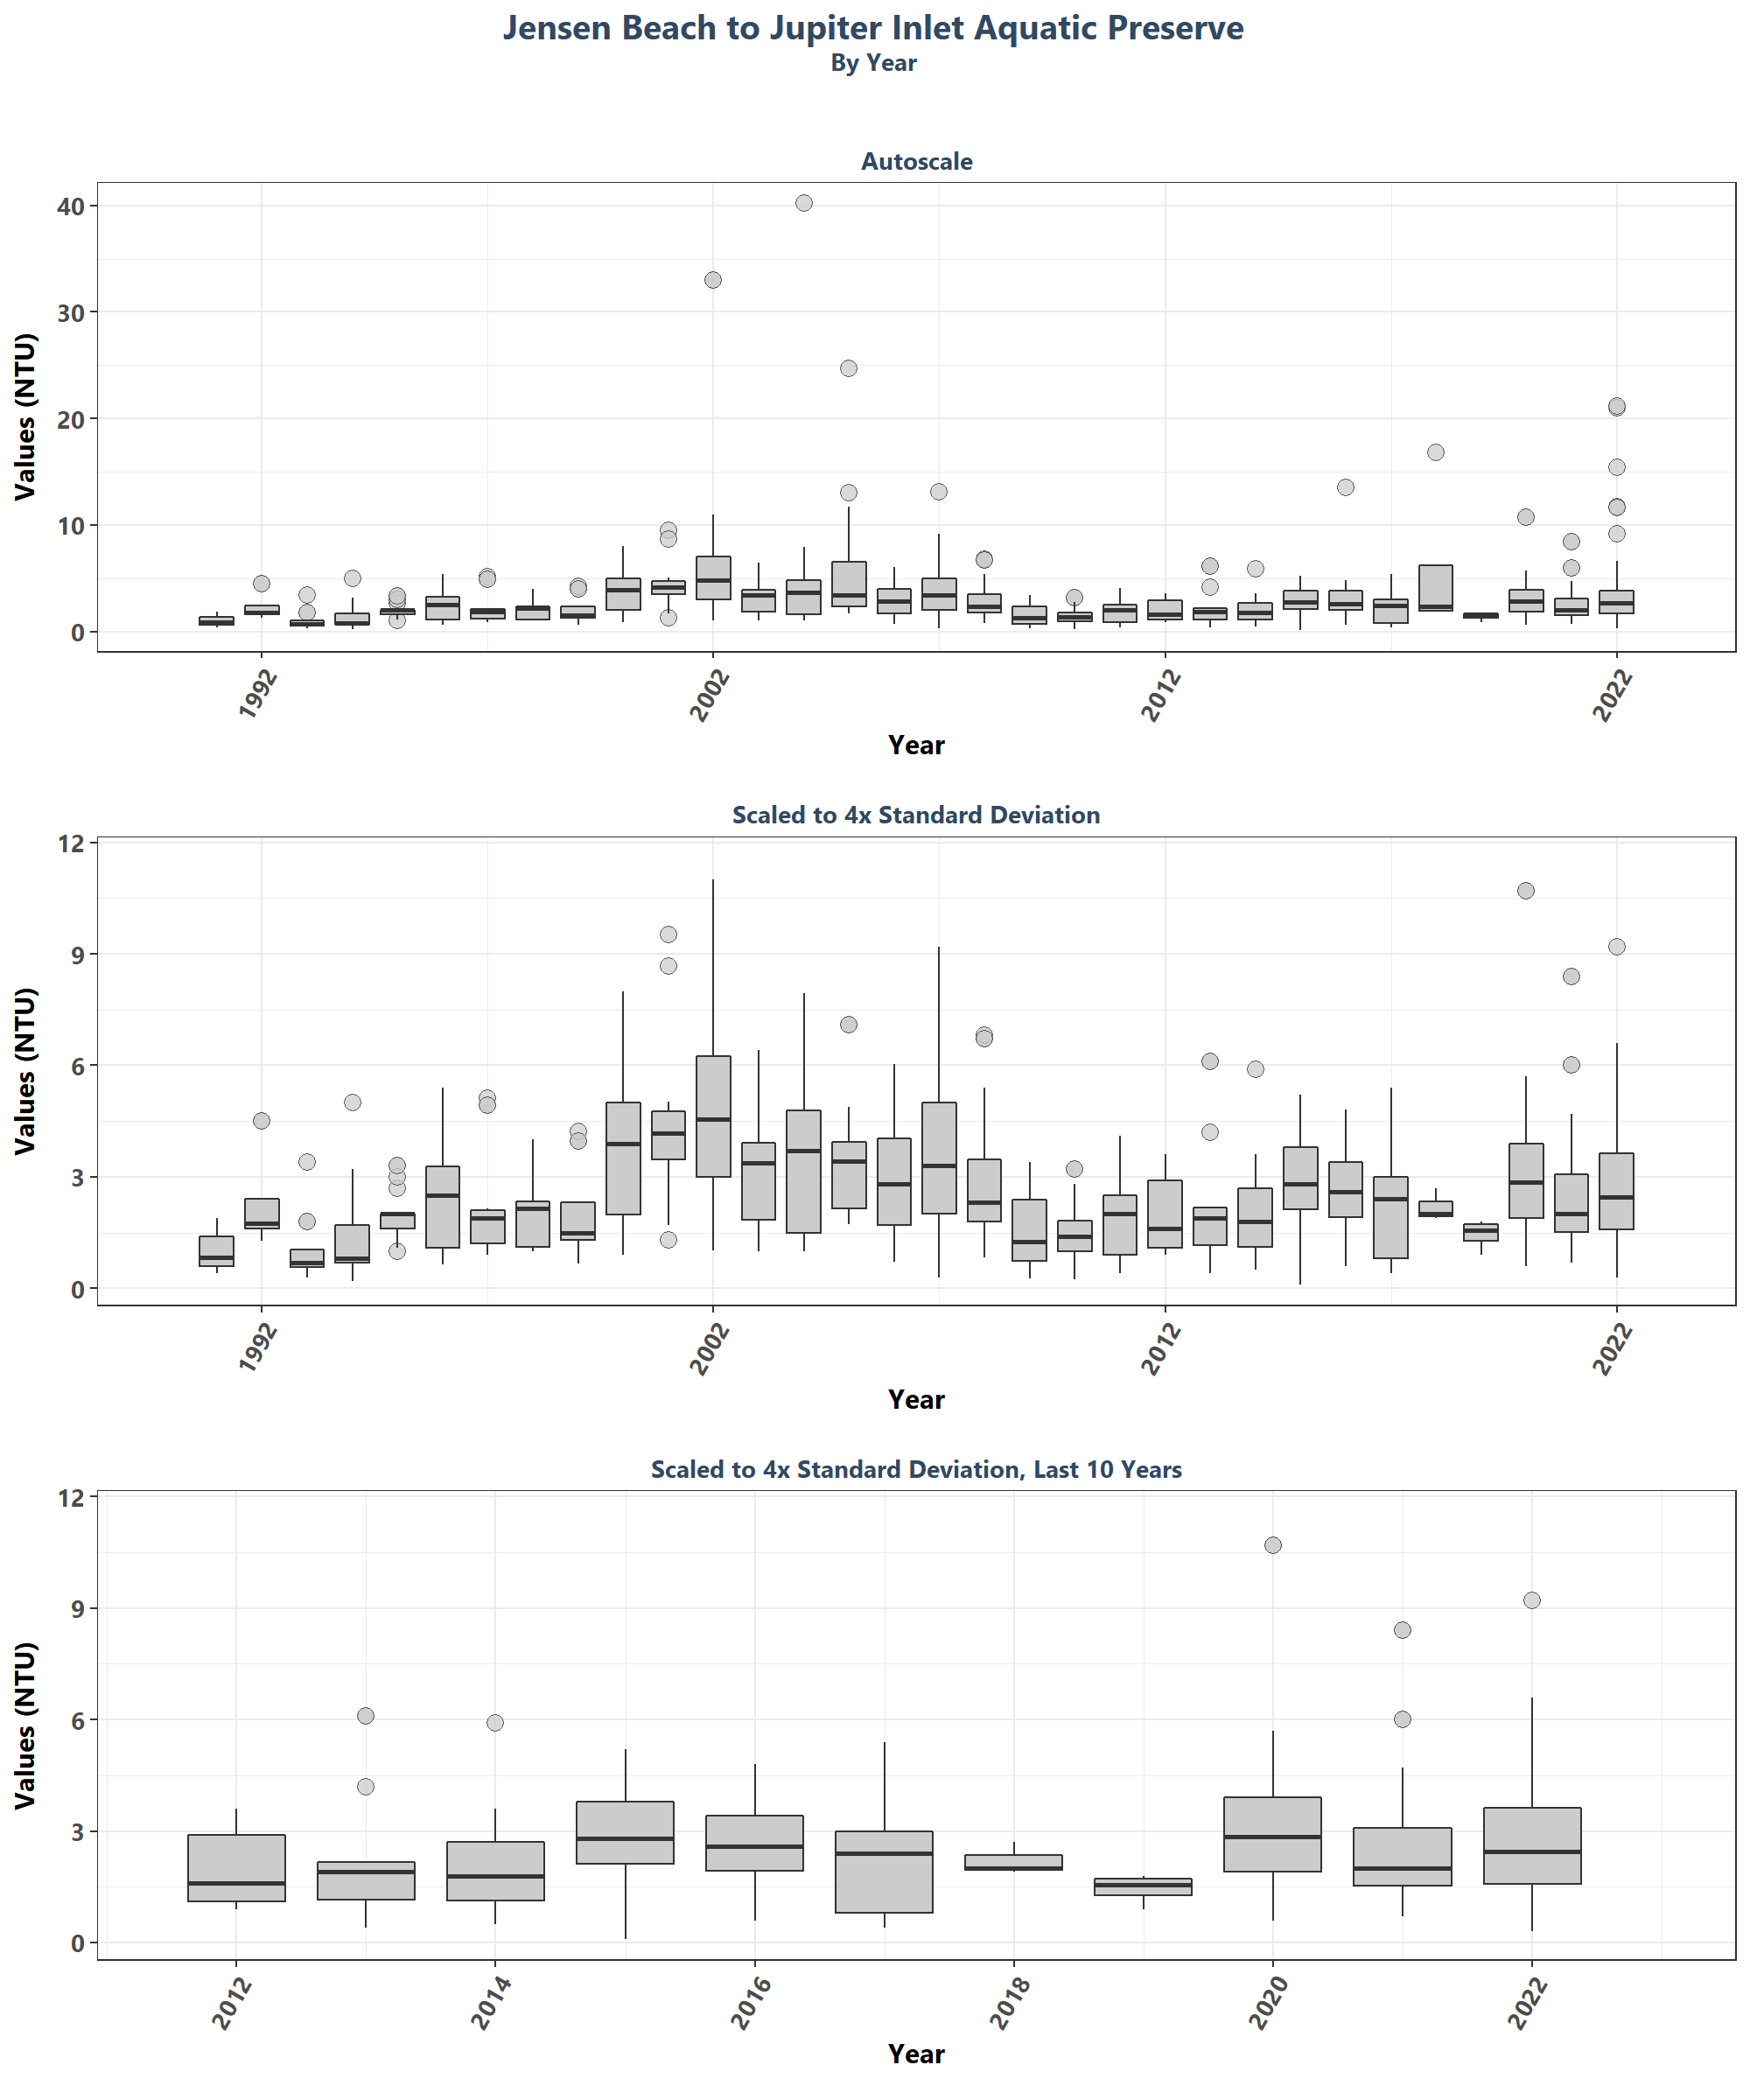 Jensen Beach to Jupiter Inlet Aquatic Preserve
By Year
Autoscale
Values (NTU)
40
30
20
10
0
1992
2002
2012
2022
Year
Scaled to 4x Standard Deviation
Values (NTU)
12
9
6
3
0
1992
2002
2012
2022
Year
Scaled to 4x Standard Deviation, Last 10 Years
Values (NTU)
12
9
6
3
0
2012
2014
2016
2018
2020
2022
Year